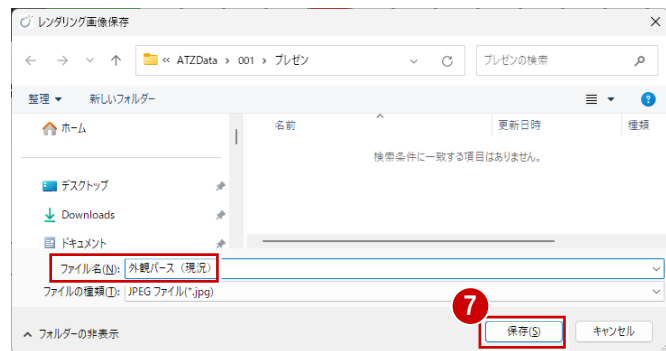 レンダリング画像保存
« ATZData › 001 › プレゼン プレゼンの検索
整理 新しいフォルダー
ホーム 名前 更新日時 種類
検索条件に一致する項目はありません。
デスクトップ
Downloads
ドキュメント
ファイル名(N): 外観パース（現況）
ファイルの種類(T): JPEG ファイル(*.jpg)
7
フォルダーの非表示 保存(S) キャンセル